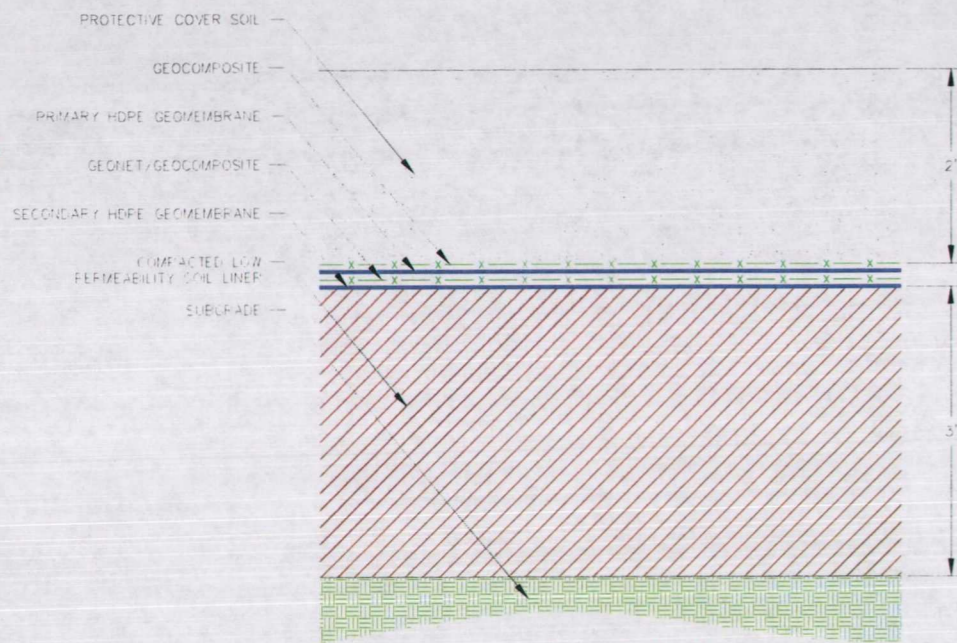 PROTECTIVE COVER SOIL
GEOCOMPOSITE
PRIMARY HDPE GEOMEMBRANE
GEONET/GEOCOMPOSITE
SECONDARY HDPE GEOMEMBRANE
COMPACTED LOW
PERMEABILITY SOIL LINER
SUBGRADE
2'
3'